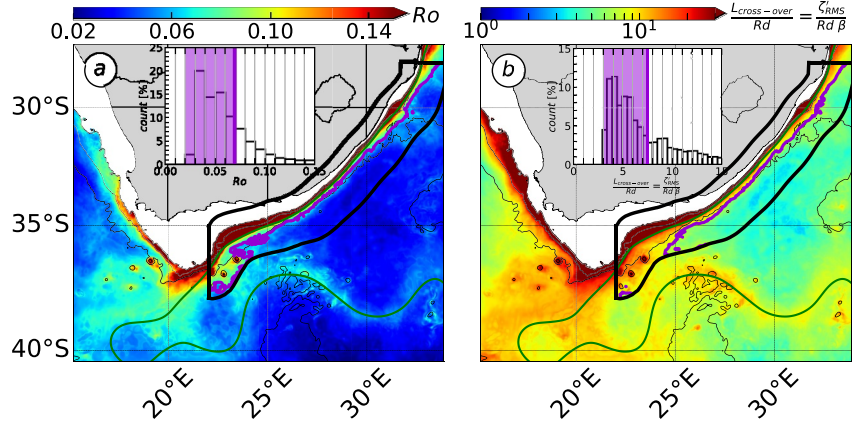 0.02 0.06 0.10 0.14 Ro
10⁰ 10¹ L_cross−over/Rd = ζ′_RMS/Rd β
a
25
20
15
10
5
0
count [%]
0.00 0.05 0.10 0.15
Ro
b
15
10
5
0
count [%]
0 5 10 15
L_cross−over/Rd = ζ′_RMS/Rd β
30°S
35°S
40°S
20°E 25°E 30°E
20°E 25°E 30°E